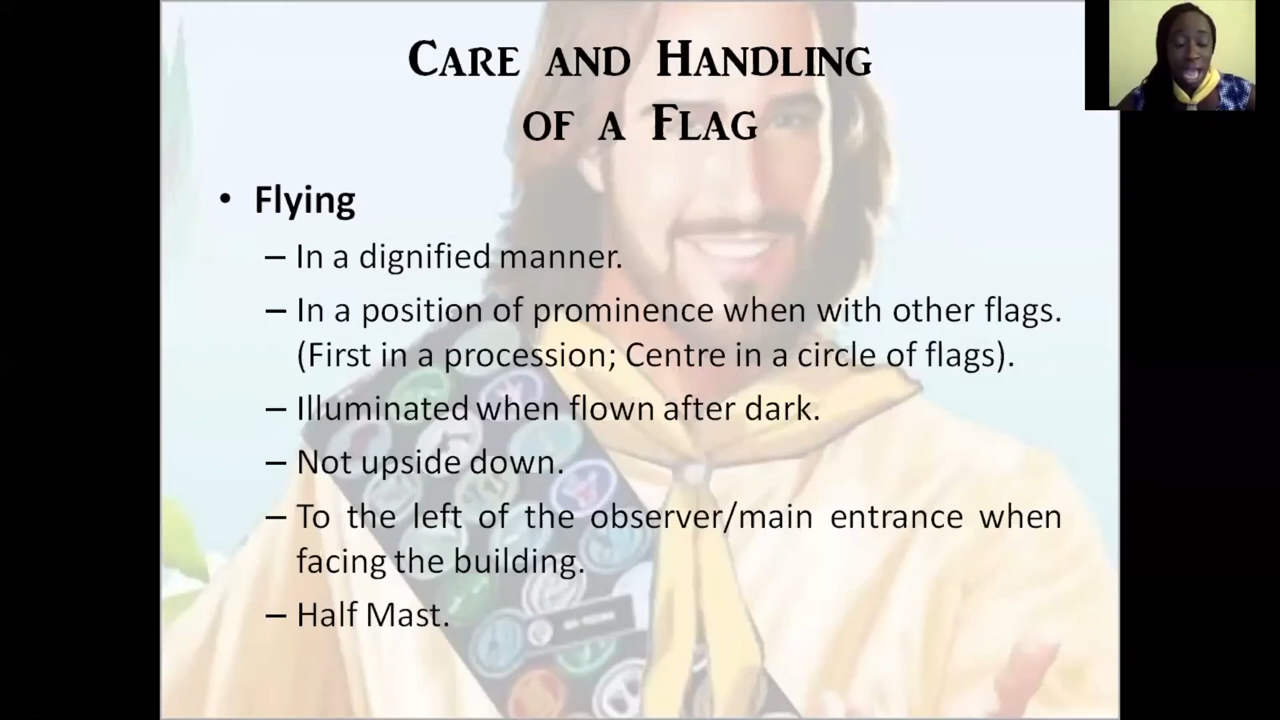 CARE AND HANDLING
OF A FLAG
• Flying
– In a dignified manner.
– In a position of prominence when with other flags.
(First in a procession; Centre in a circle of flags).
– Illuminated when flown after dark.
– Not upside down.
– To the left of the observer/main entrance when
facing the building.
– Half Mast.